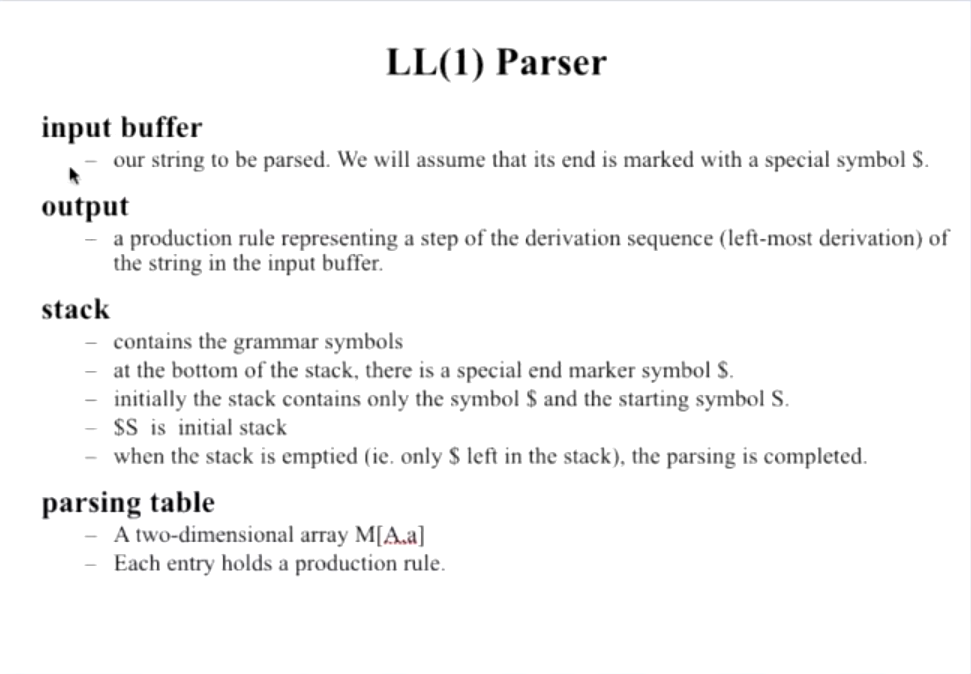 LL(1) Parser
input buffer
– our string to be parsed. We will assume that its end is marked with a special symbol $.
output
– a production rule representing a step of the derivation sequence (left-most derivation) of
the string in the input buffer.
stack
– contains the grammar symbols
– at the bottom of the stack, there is a special end marker symbol $.
– initially the stack contains only the symbol $ and the starting symbol S.
– $S is initial stack
– when the stack is emptied (ie. only $ left in the stack), the parsing is completed.
parsing table
– A two-dimensional array M[A,a]
– Each entry holds a production rule.